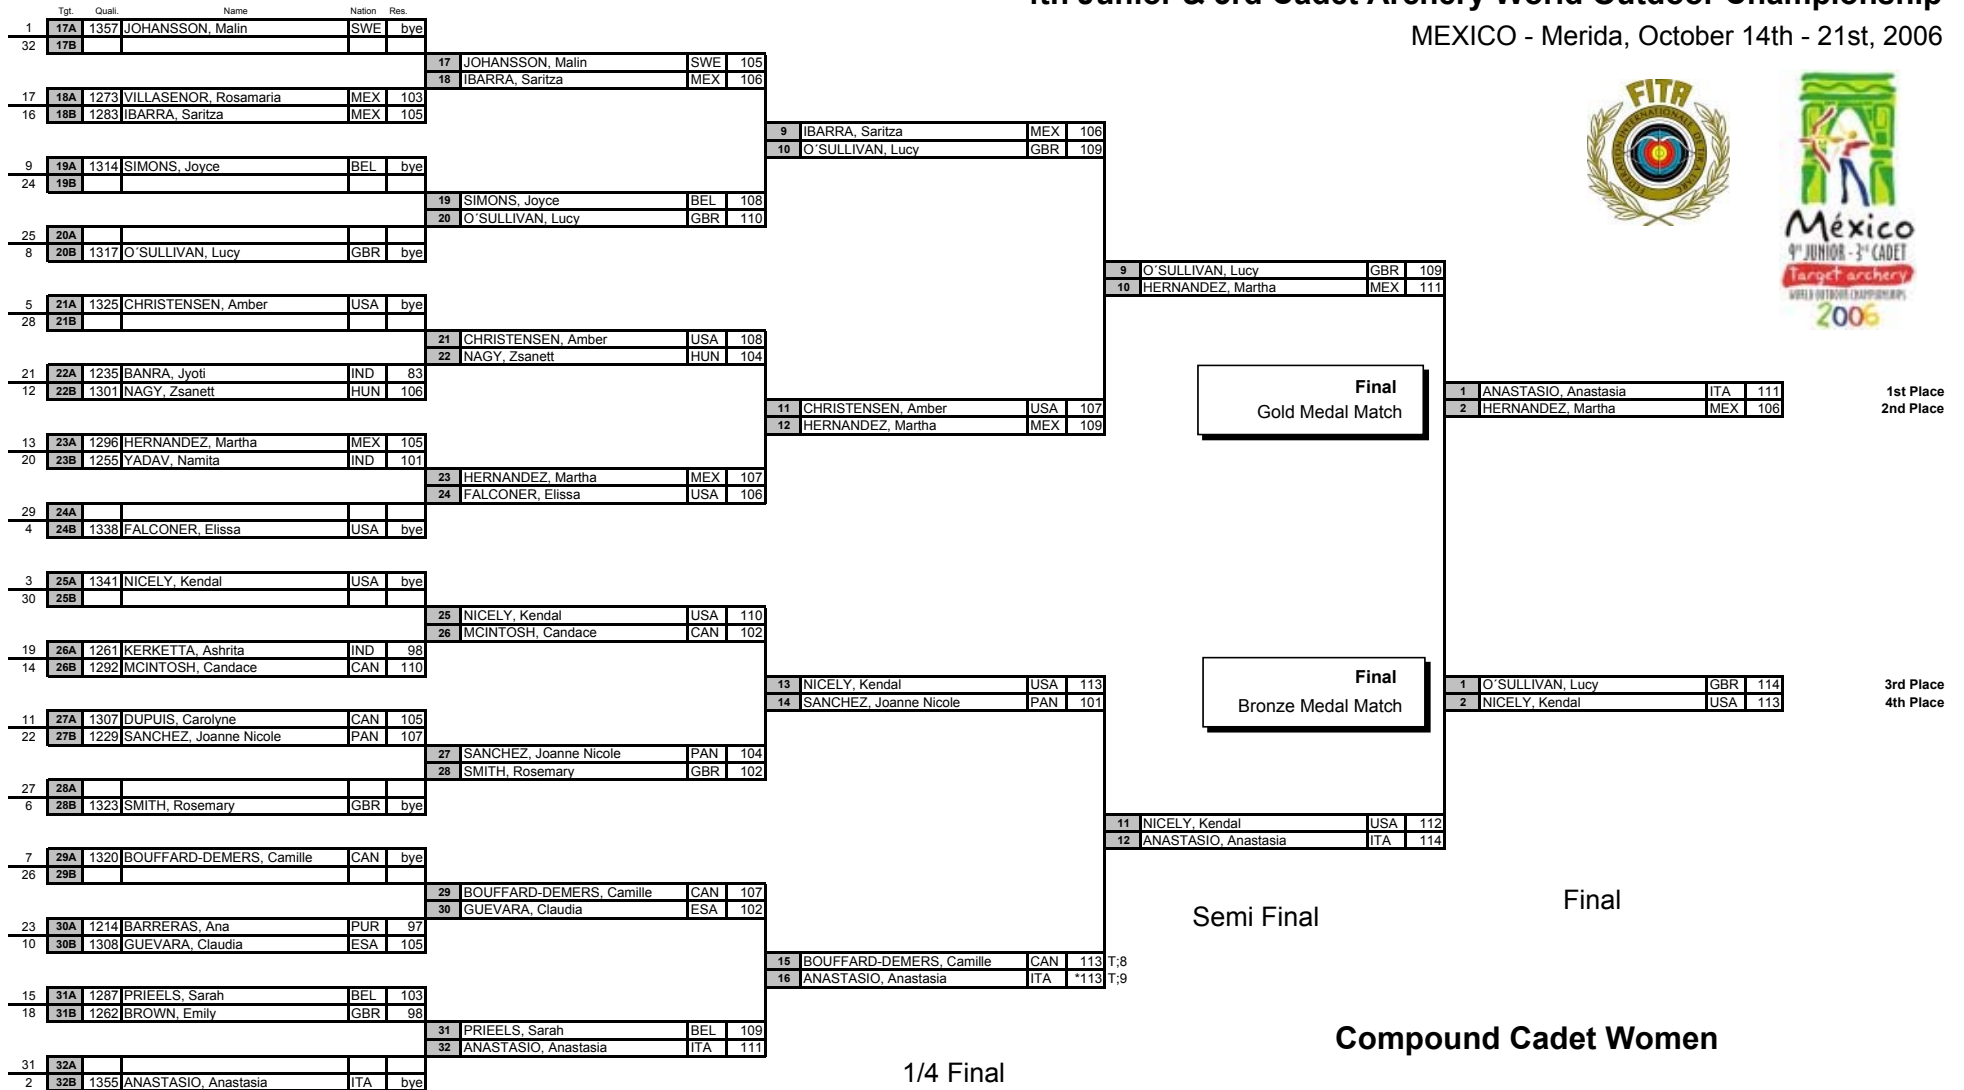 4th Junior & 3rd Cadet Archery World Outdoor Championship
MEXICO - Merida, October 14th - 21st, 2006
FITA
FEDERATION INTERNATIONALE DE TIR A L'ARC
México
9th JUNIOR - 3rd CADET
Target archery
WORLD OUTDOOR CHAMPIONSHIPS
2006
Tgt. Quali. Name Nation Res.
1 17A 1357 JOHANSSON, Malin SWE bye
32 17B
17 JOHANSSON, Malin SWE 105
18 IBARRA, Saritza MEX 106
17 18A 1273 VILLASENOR, Rosamaria MEX 103
16 18B 1283 IBARRA, Saritza MEX 105
9 IBARRA, Saritza MEX 106
10 O´SULLIVAN, Lucy GBR 109
9 19A 1314 SIMONS, Joyce BEL bye
24 19B
19 SIMONS, Joyce BEL 108
20 O´SULLIVAN, Lucy GBR 110
25 20A
8 20B 1317 O´SULLIVAN, Lucy GBR bye
9 O´SULLIVAN, Lucy GBR 109
10 HERNANDEZ, Martha MEX 111
5 21A 1325 CHRISTENSEN, Amber USA bye
28 21B
21 CHRISTENSEN, Amber USA 108
22 NAGY, Zsanett HUN 104
21 22A 1235 BANRA, Jyoti IND 83
12 22B 1301 NAGY, Zsanett HUN 106
Final
Gold Medal Match
1 ANASTASIO, Anastasia ITA 111 1st Place
2 HERNANDEZ, Martha MEX 106 2nd Place
11 CHRISTENSEN, Amber USA 107
12 HERNANDEZ, Martha MEX 109
13 23A 1296 HERNANDEZ, Martha MEX 105
20 23B 1255 YADAV, Namita IND 101
23 HERNANDEZ, Martha MEX 107
24 FALCONER, Elissa USA 106
29 24A
4 24B 1338 FALCONER, Elissa USA bye
3 25A 1341 NICELY, Kendal USA bye
30 25B
25 NICELY, Kendal USA 110
26 MCINTOSH, Candace CAN 102
19 26A 1261 KERKETTA, Ashrita IND 98
14 26B 1292 MCINTOSH, Candace CAN 110
13 NICELY, Kendal USA 113
14 SANCHEZ, Joanne Nicole PAN 101
Final
Bronze Medal Match
1 O´SULLIVAN, Lucy GBR 114 3rd Place
2 NICELY, Kendal USA 113 4th Place
11 27A 1307 DUPUIS, Carolyne CAN 105
22 27B 1229 SANCHEZ, Joanne Nicole PAN 107
27 SANCHEZ, Joanne Nicole PAN 104
28 SMITH, Rosemary GBR 102
27 28A
6 28B 1323 SMITH, Rosemary GBR bye
11 NICELY, Kendal USA 112
12 ANASTASIO, Anastasia ITA 114
7 29A 1320 BOUFFARD-DEMERS, Camille CAN bye
26 29B
29 BOUFFARD-DEMERS, Camille CAN 107
30 GUEVARA, Claudia ESA 102
Semi Final
Final
23 30A 1214 BARRERAS, Ana PUR 97
10 30B 1308 GUEVARA, Claudia ESA 105
15 BOUFFARD-DEMERS, Camille CAN 113 T;8
16 ANASTASIO, Anastasia ITA *113 T;9
15 31A 1287 PRIEELS, Sarah BEL 103
18 31B 1262 BROWN, Emily GBR 98
31 PRIEELS, Sarah BEL 109
32 ANASTASIO, Anastasia ITA 111
Compound Cadet Women
31 32A
2 32B 1355 ANASTASIO, Anastasia ITA bye
1/4 Final